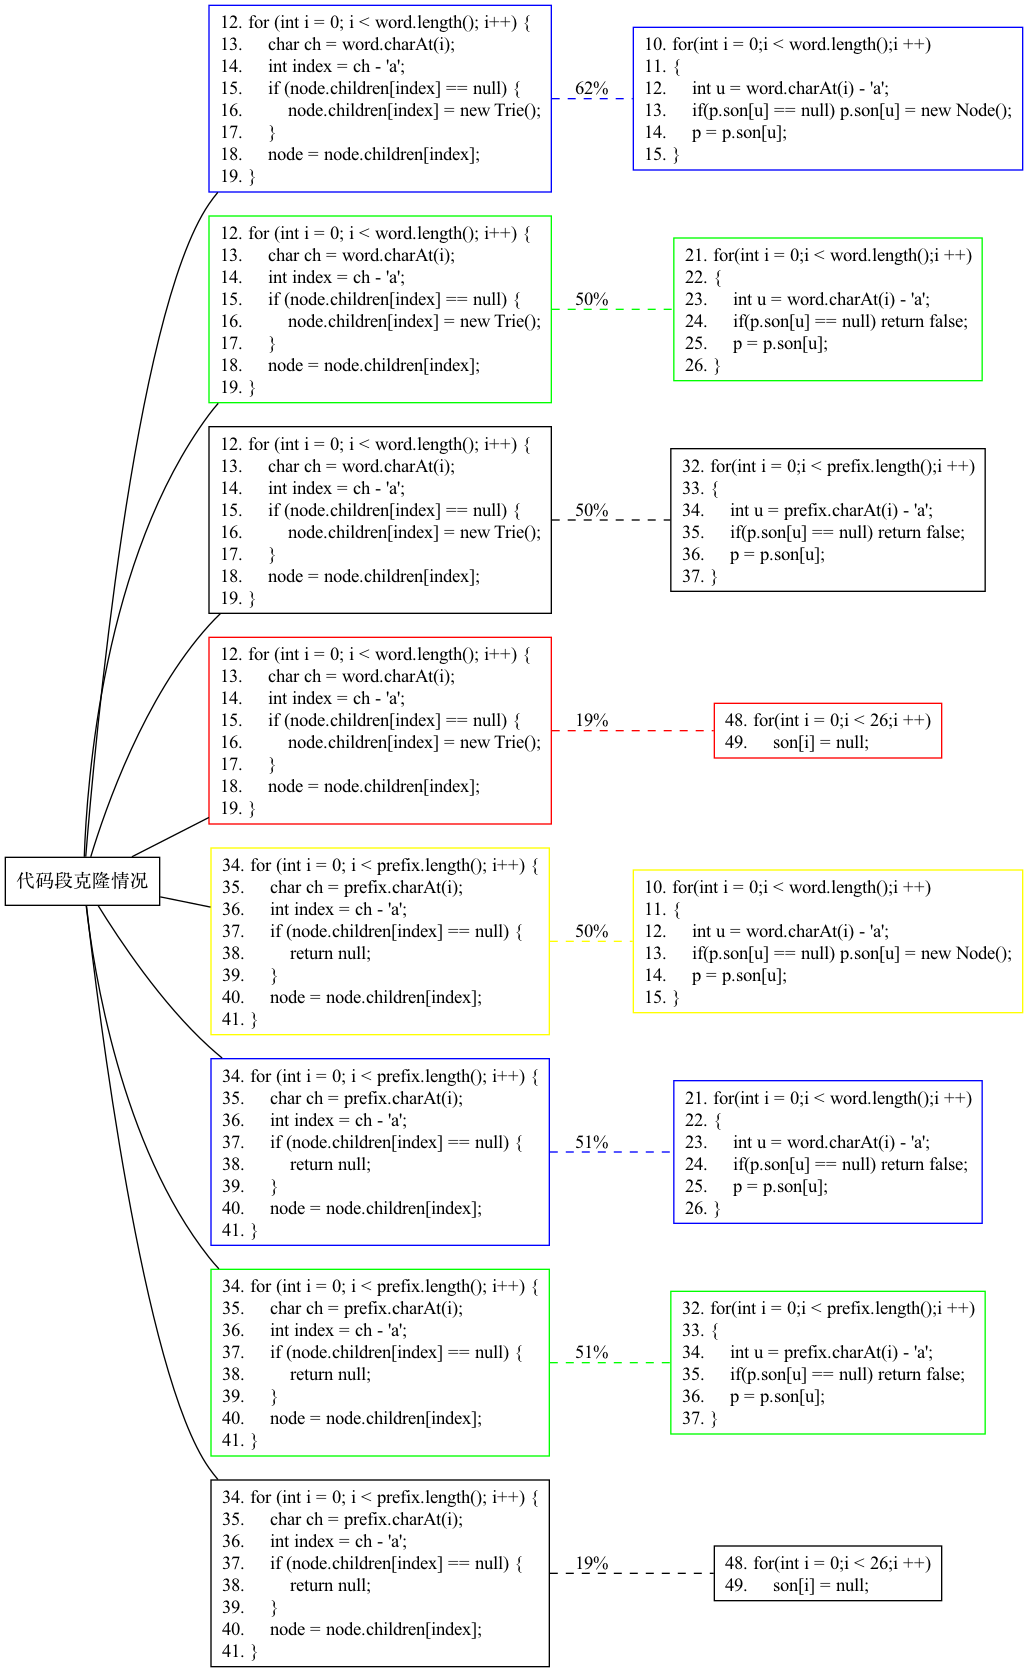 12. for (int i = 0; i < word.length(); i++) {
13. char ch = word.charAt(i);
14. int index = ch - 'a';
15. if (node.children[index] == null) {
16. node.children[index] = new Trie();
17. }
18. node = node.children[index];
19. }
62%
10. for(int i = 0;i < word.length();i ++)
11. {
12. int u = word.charAt(i) - 'a';
13. if(p.son[u] == null) p.son[u] = new Node();
14. p = p.son[u];
15. }
12. for (int i = 0; i < word.length(); i++) {
13. char ch = word.charAt(i);
14. int index = ch - 'a';
15. if (node.children[index] == null) {
16. node.children[index] = new Trie();
17. }
18. node = node.children[index];
19. }
50%
21. for(int i = 0;i < word.length();i ++)
22. {
23. int u = word.charAt(i) - 'a';
24. if(p.son[u] == null) return false;
25. p = p.son[u];
26. }
12. for (int i = 0; i < word.length(); i++) {
13. char ch = word.charAt(i);
14. int index = ch - 'a';
15. if (node.children[index] == null) {
16. node.children[index] = new Trie();
17. }
18. node = node.children[index];
19. }
50%
32. for(int i = 0;i < prefix.length();i ++)
33. {
34. int u = prefix.charAt(i) - 'a';
35. if(p.son[u] == null) return false;
36. p = p.son[u];
37. }
12. for (int i = 0; i < word.length(); i++) {
13. char ch = word.charAt(i);
14. int index = ch - 'a';
15. if (node.children[index] == null) {
16. node.children[index] = new Trie();
17. }
18. node = node.children[index];
19. }
19%
48. for(int i = 0;i < 26;i ++)
49. son[i] = null;
代码段克隆情况
34. for (int i = 0; i < prefix.length(); i++) {
35. char ch = prefix.charAt(i);
36. int index = ch - 'a';
37. if (node.children[index] == null) {
38. return null;
39. }
40. node = node.children[index];
41. }
50%
10. for(int i = 0;i < word.length();i ++)
11. {
12. int u = word.charAt(i) - 'a';
13. if(p.son[u] == null) p.son[u] = new Node();
14. p = p.son[u];
15. }
34. for (int i = 0; i < prefix.length(); i++) {
35. char ch = prefix.charAt(i);
36. int index = ch - 'a';
37. if (node.children[index] == null) {
38. return null;
39. }
40. node = node.children[index];
41. }
51%
21. for(int i = 0;i < word.length();i ++)
22. {
23. int u = word.charAt(i) - 'a';
24. if(p.son[u] == null) return false;
25. p = p.son[u];
26. }
34. for (int i = 0; i < prefix.length(); i++) {
35. char ch = prefix.charAt(i);
36. int index = ch - 'a';
37. if (node.children[index] == null) {
38. return null;
39. }
40. node = node.children[index];
41. }
51%
32. for(int i = 0;i < prefix.length();i ++)
33. {
34. int u = prefix.charAt(i) - 'a';
35. if(p.son[u] == null) return false;
36. p = p.son[u];
37. }
34. for (int i = 0; i < prefix.length(); i++) {
35. char ch = prefix.charAt(i);
36. int index = ch - 'a';
37. if (node.children[index] == null) {
38. return null;
39. }
40. node = node.children[index];
41. }
19%
48. for(int i = 0;i < 26;i ++)
49. son[i] = null;